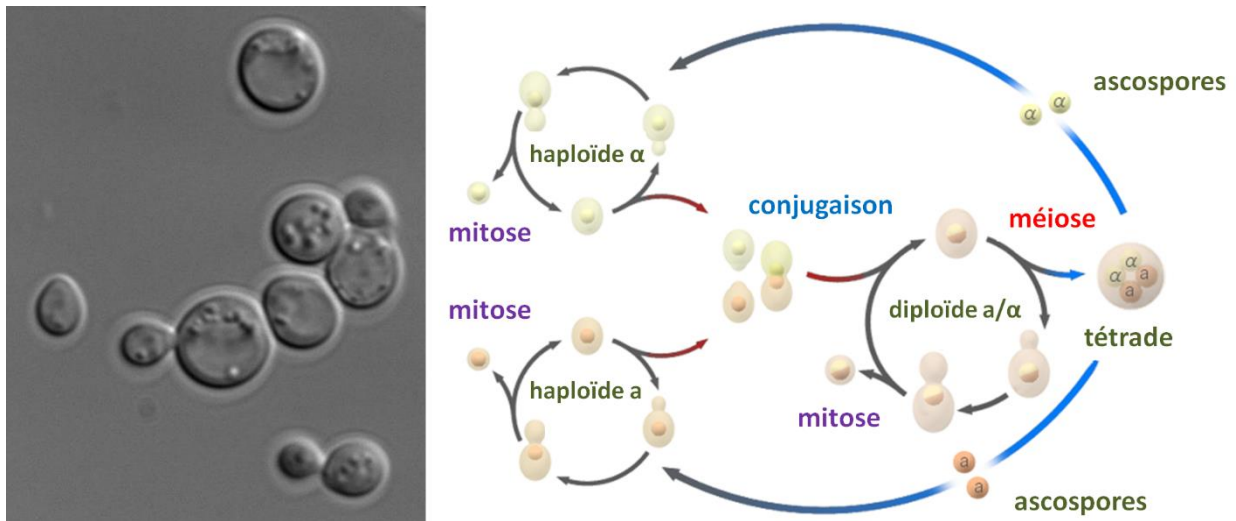 ascospores
α α
haploïde α
mitose
conjugaison
méiose
α α
a a
mitose
diploïde a/α
tétrade
haploïde a
mitose
a
a
ascospores